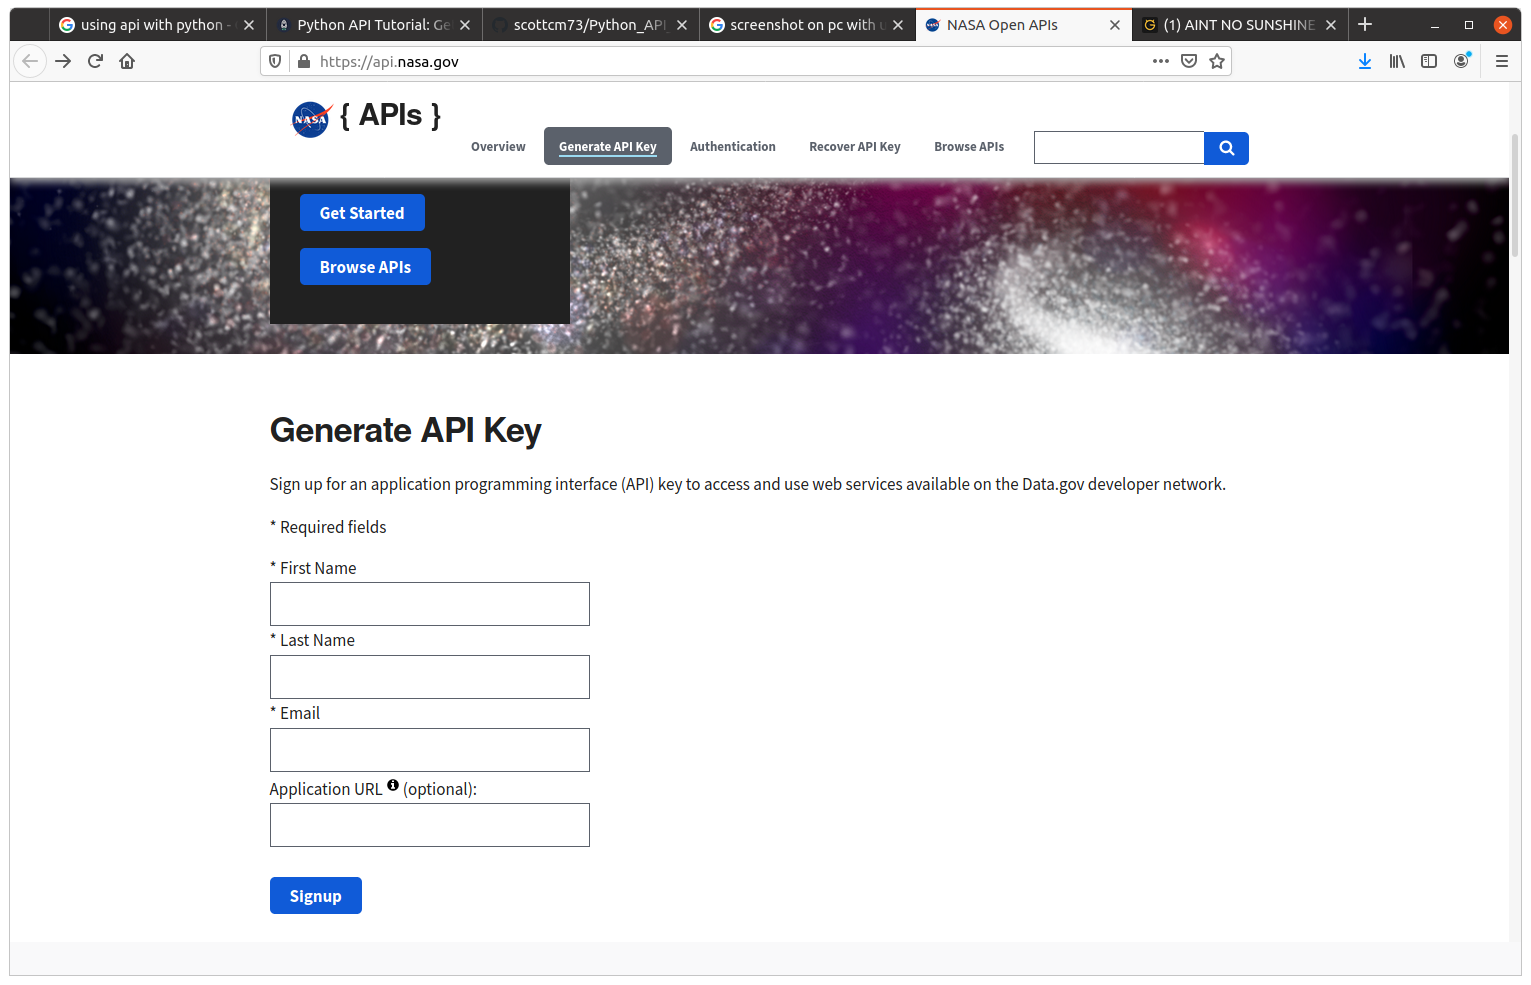 using api with python -
Python API Tutorial: Ge
scottcm73/Python_API
screenshot on pc with u
NASA Open APIs
(1) AINT NO SUNSHINE
https://api.nasa.gov
NASA
{ APIs }
Overview
Generate API Key
Authentication
Recover API Key
Browse APIs
Get Started
Browse APIs
Generate API Key
Sign up for an application programming interface (API) key to access and use web services available on the Data.gov developer network.
* Required fields
* First Name
* Last Name
* Email
Application URL (optional):
Signup